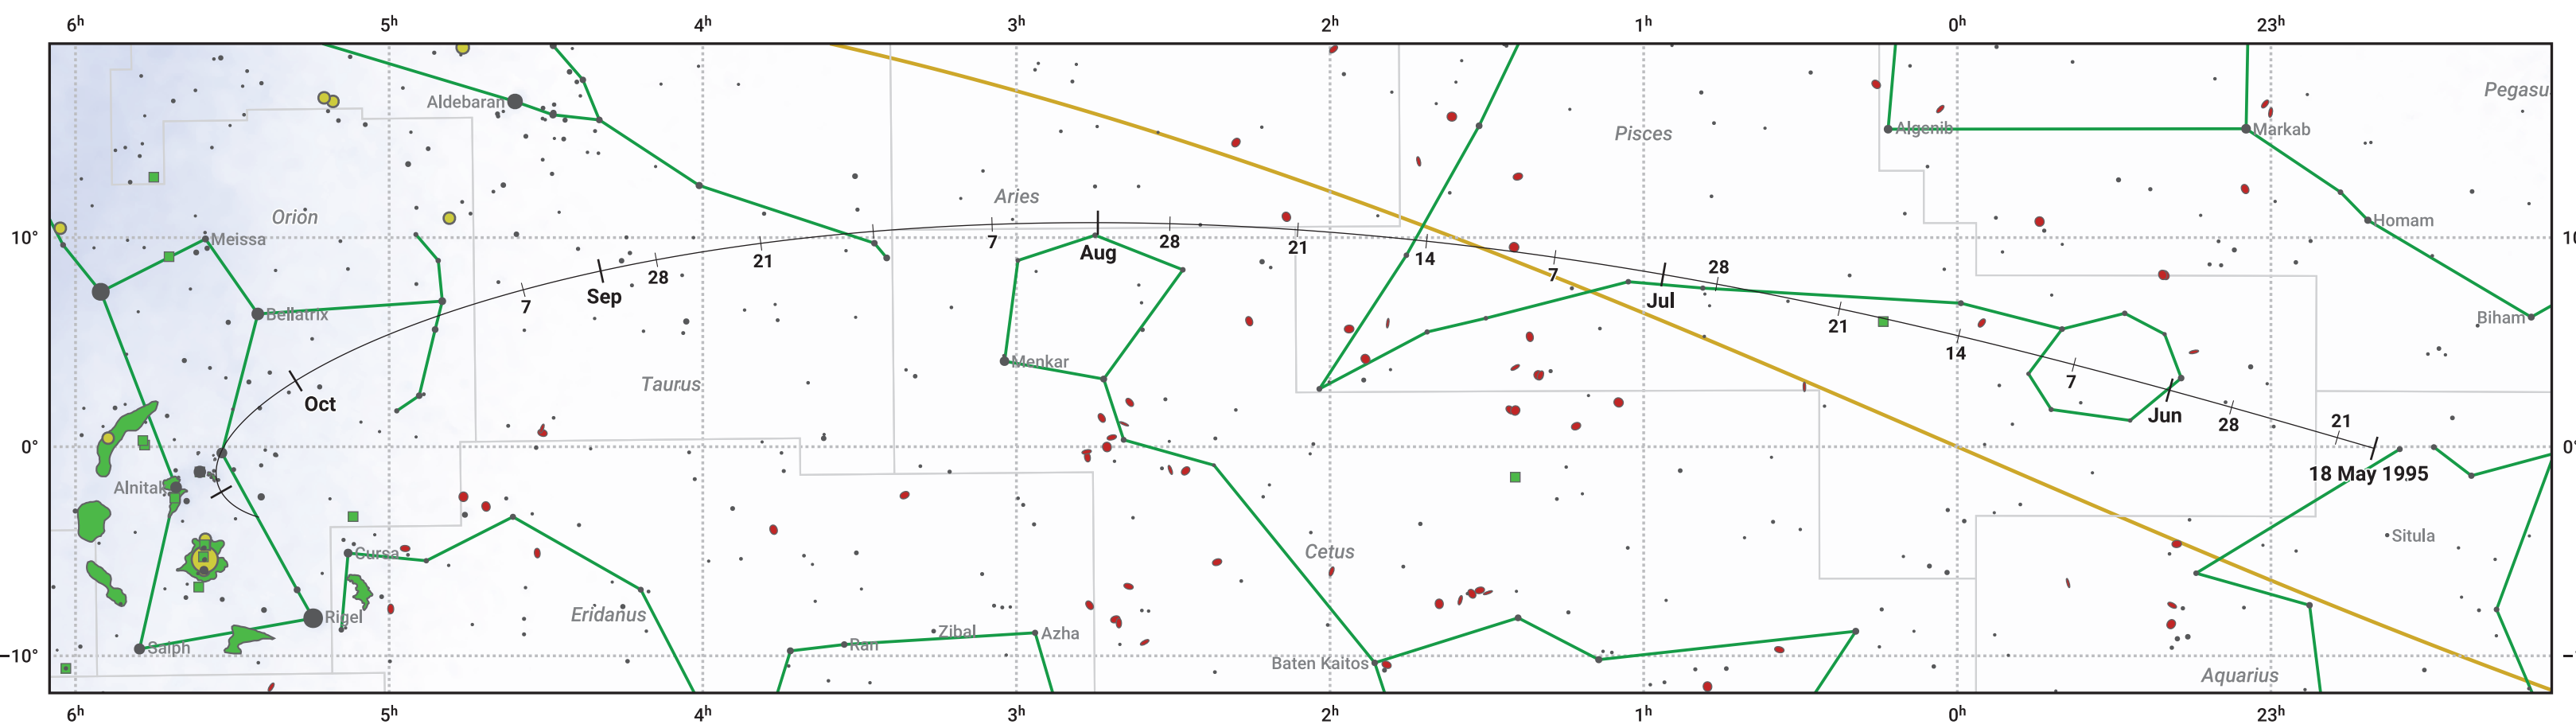 6ʰ 5ʰ 4ʰ 3ʰ 2ʰ 1ʰ 0ʰ 23ʰ
Pegasu
Aldebaran
Algenib Markab
Pisces
Aries
Orion
Homam
10° Meissa 10
7 28 21 14 7 28
Aug
21
28 Sep 7
Jul
21
Bellatrix
Biham
14
Menkar
Taurus
7
Oct
Jun 28 21
0° 0°
18 May 1995
Alnitak
Situla
Cursa
Cetus
Eridanus
Rigel
Zibal Azha
Ran
Saiph
−10° −
Baten Kaitos
Aquarius
6ʰ 5ʰ 4ʰ 3ʰ 2ʰ 1ʰ 0ʰ 23ʰ